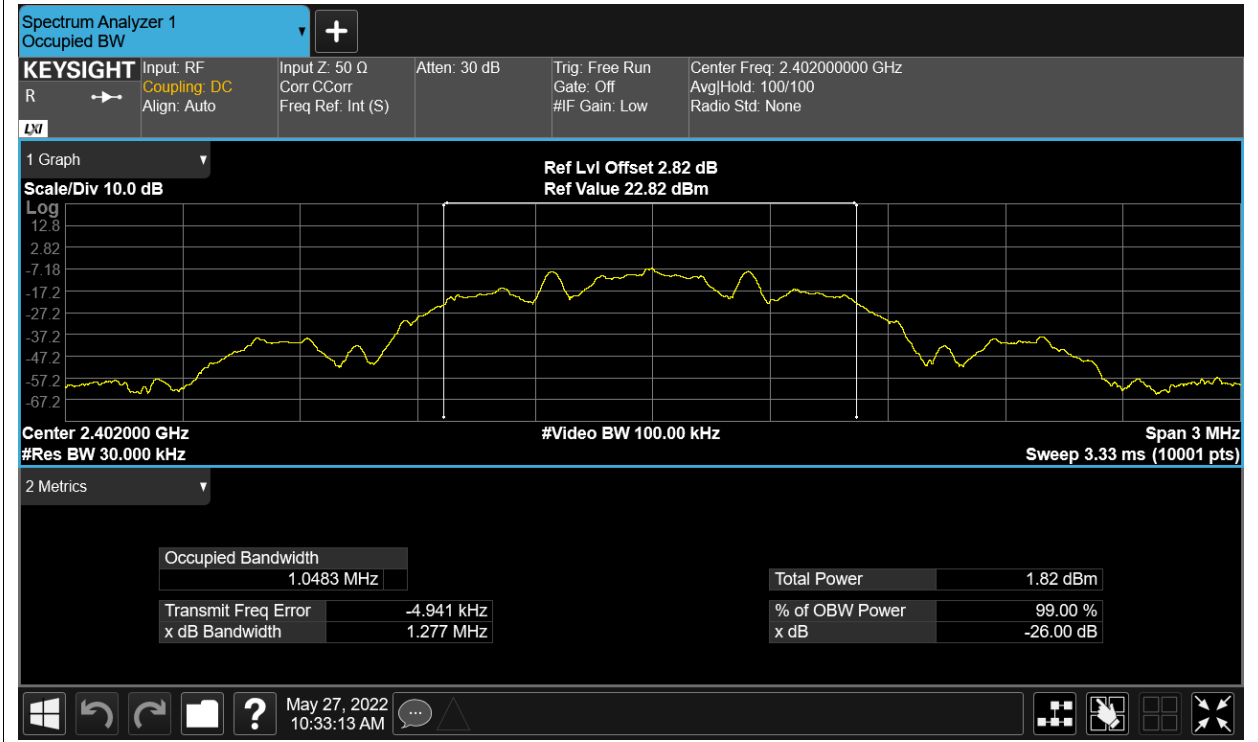 Spectrum Analyzer 1
Occupied BW
KEYSIGHT Input: RF Input Z: 50 Ω Atten: 30 dB Trig: Free Run Center Freq: 2.402000000 GHz
R Coupling: DC Corr CCorr Gate: Off Avg|Hold: 100/100
Align: Auto Freq Ref: Int (S) #IF Gain: Low Radio Std: None
LXI
1 Graph
Ref Lvl Offset 2.82 dB
Scale/Div 10.0 dB Ref Value 22.82 dBm
Log
12.8
2.82
-7.18
-17.2
-27.2
-37.2
-47.2
-57.2
-67.2
Center 2.402000 GHz #Video BW 100.00 kHz Span 3 MHz
#Res BW 30.000 kHz Sweep 3.33 ms (10001 pts)
2 Metrics
Occupied Bandwidth
1.0483 MHz Total Power 1.82 dBm
Transmit Freq Error -4.941 kHz % of OBW Power 99.00 %
x dB Bandwidth 1.277 MHz x dB -26.00 dB
May 27, 2022
10:33:13 AM